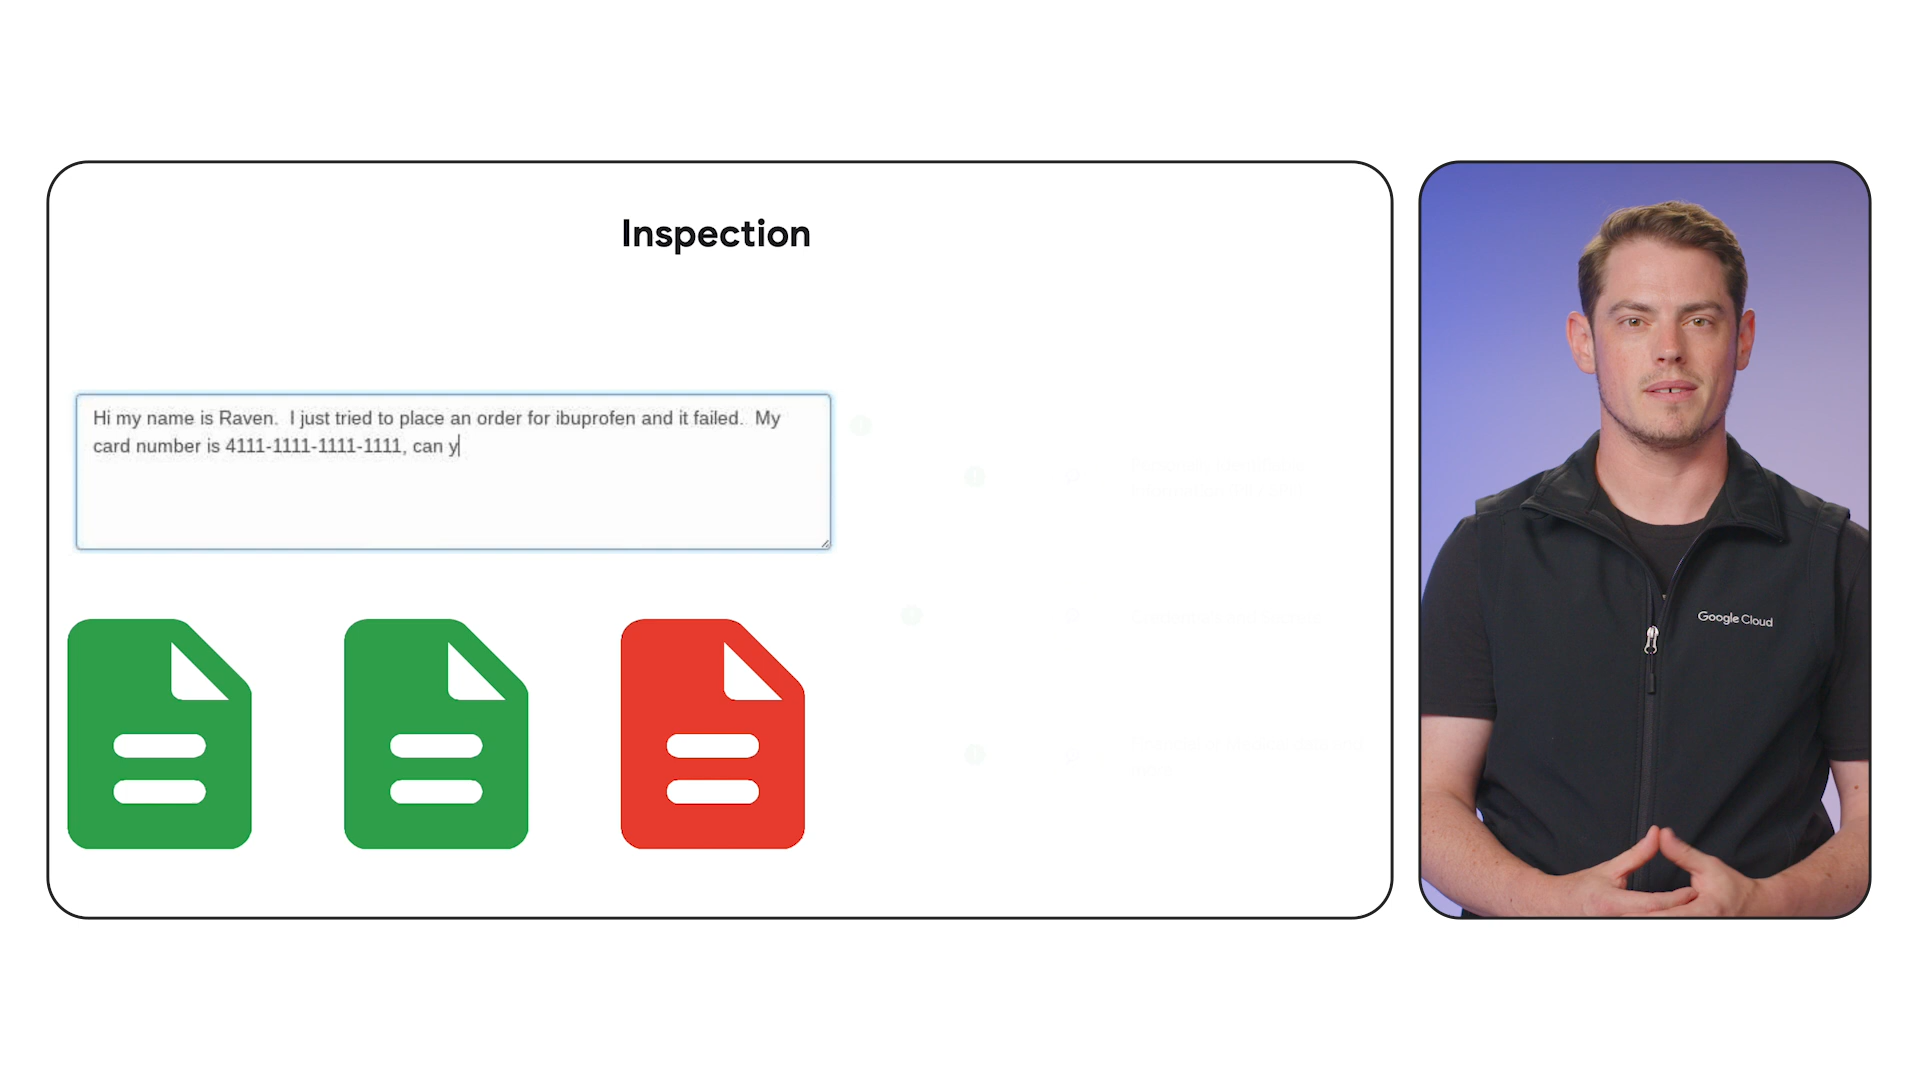 Inspection
Hi my name is Raven.  I just tried to place an order for ibuprofen and it failed.  My
card number is 4111-1111-1111-1111, can y
Google Cloud